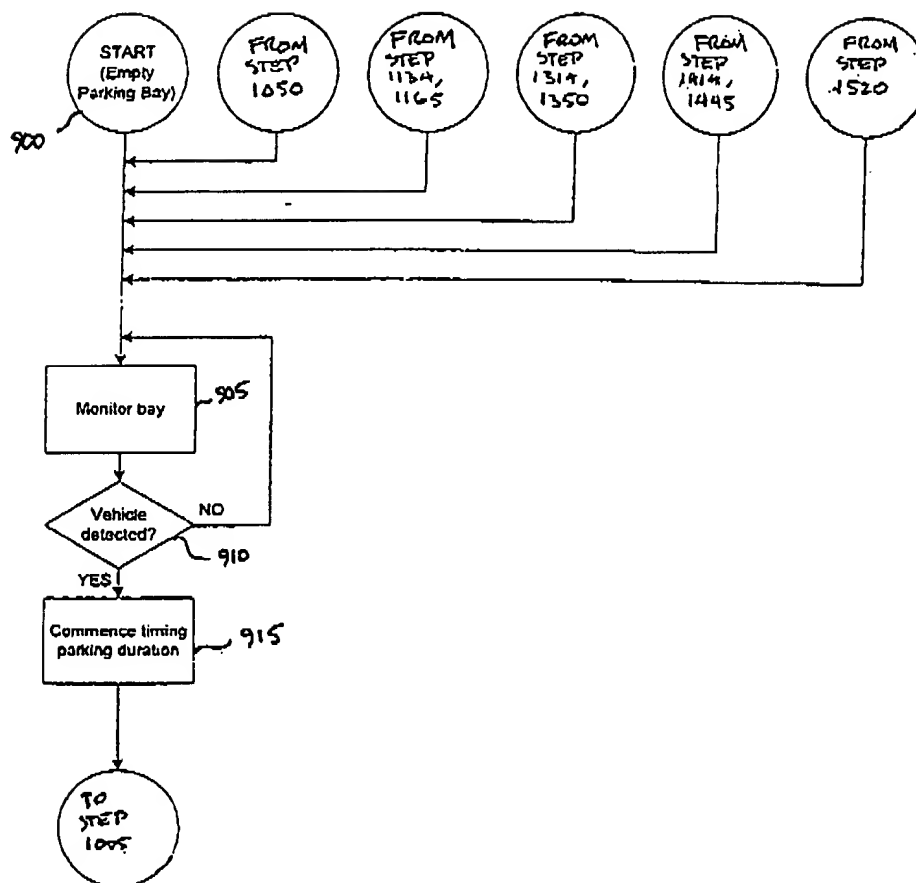 START
(Empty
Parking Bay)
900
FROM
STEP
1050
FROM
STEP
1134,
1165
FROM
STEP
1314,
1350
FROM
STEP
1414,
1445
FROM
STEP
1520
Monitor bay
905
Vehicle
detected?
NO
910
YES
Commence timing
parking duration
915
TO
STEP
1005